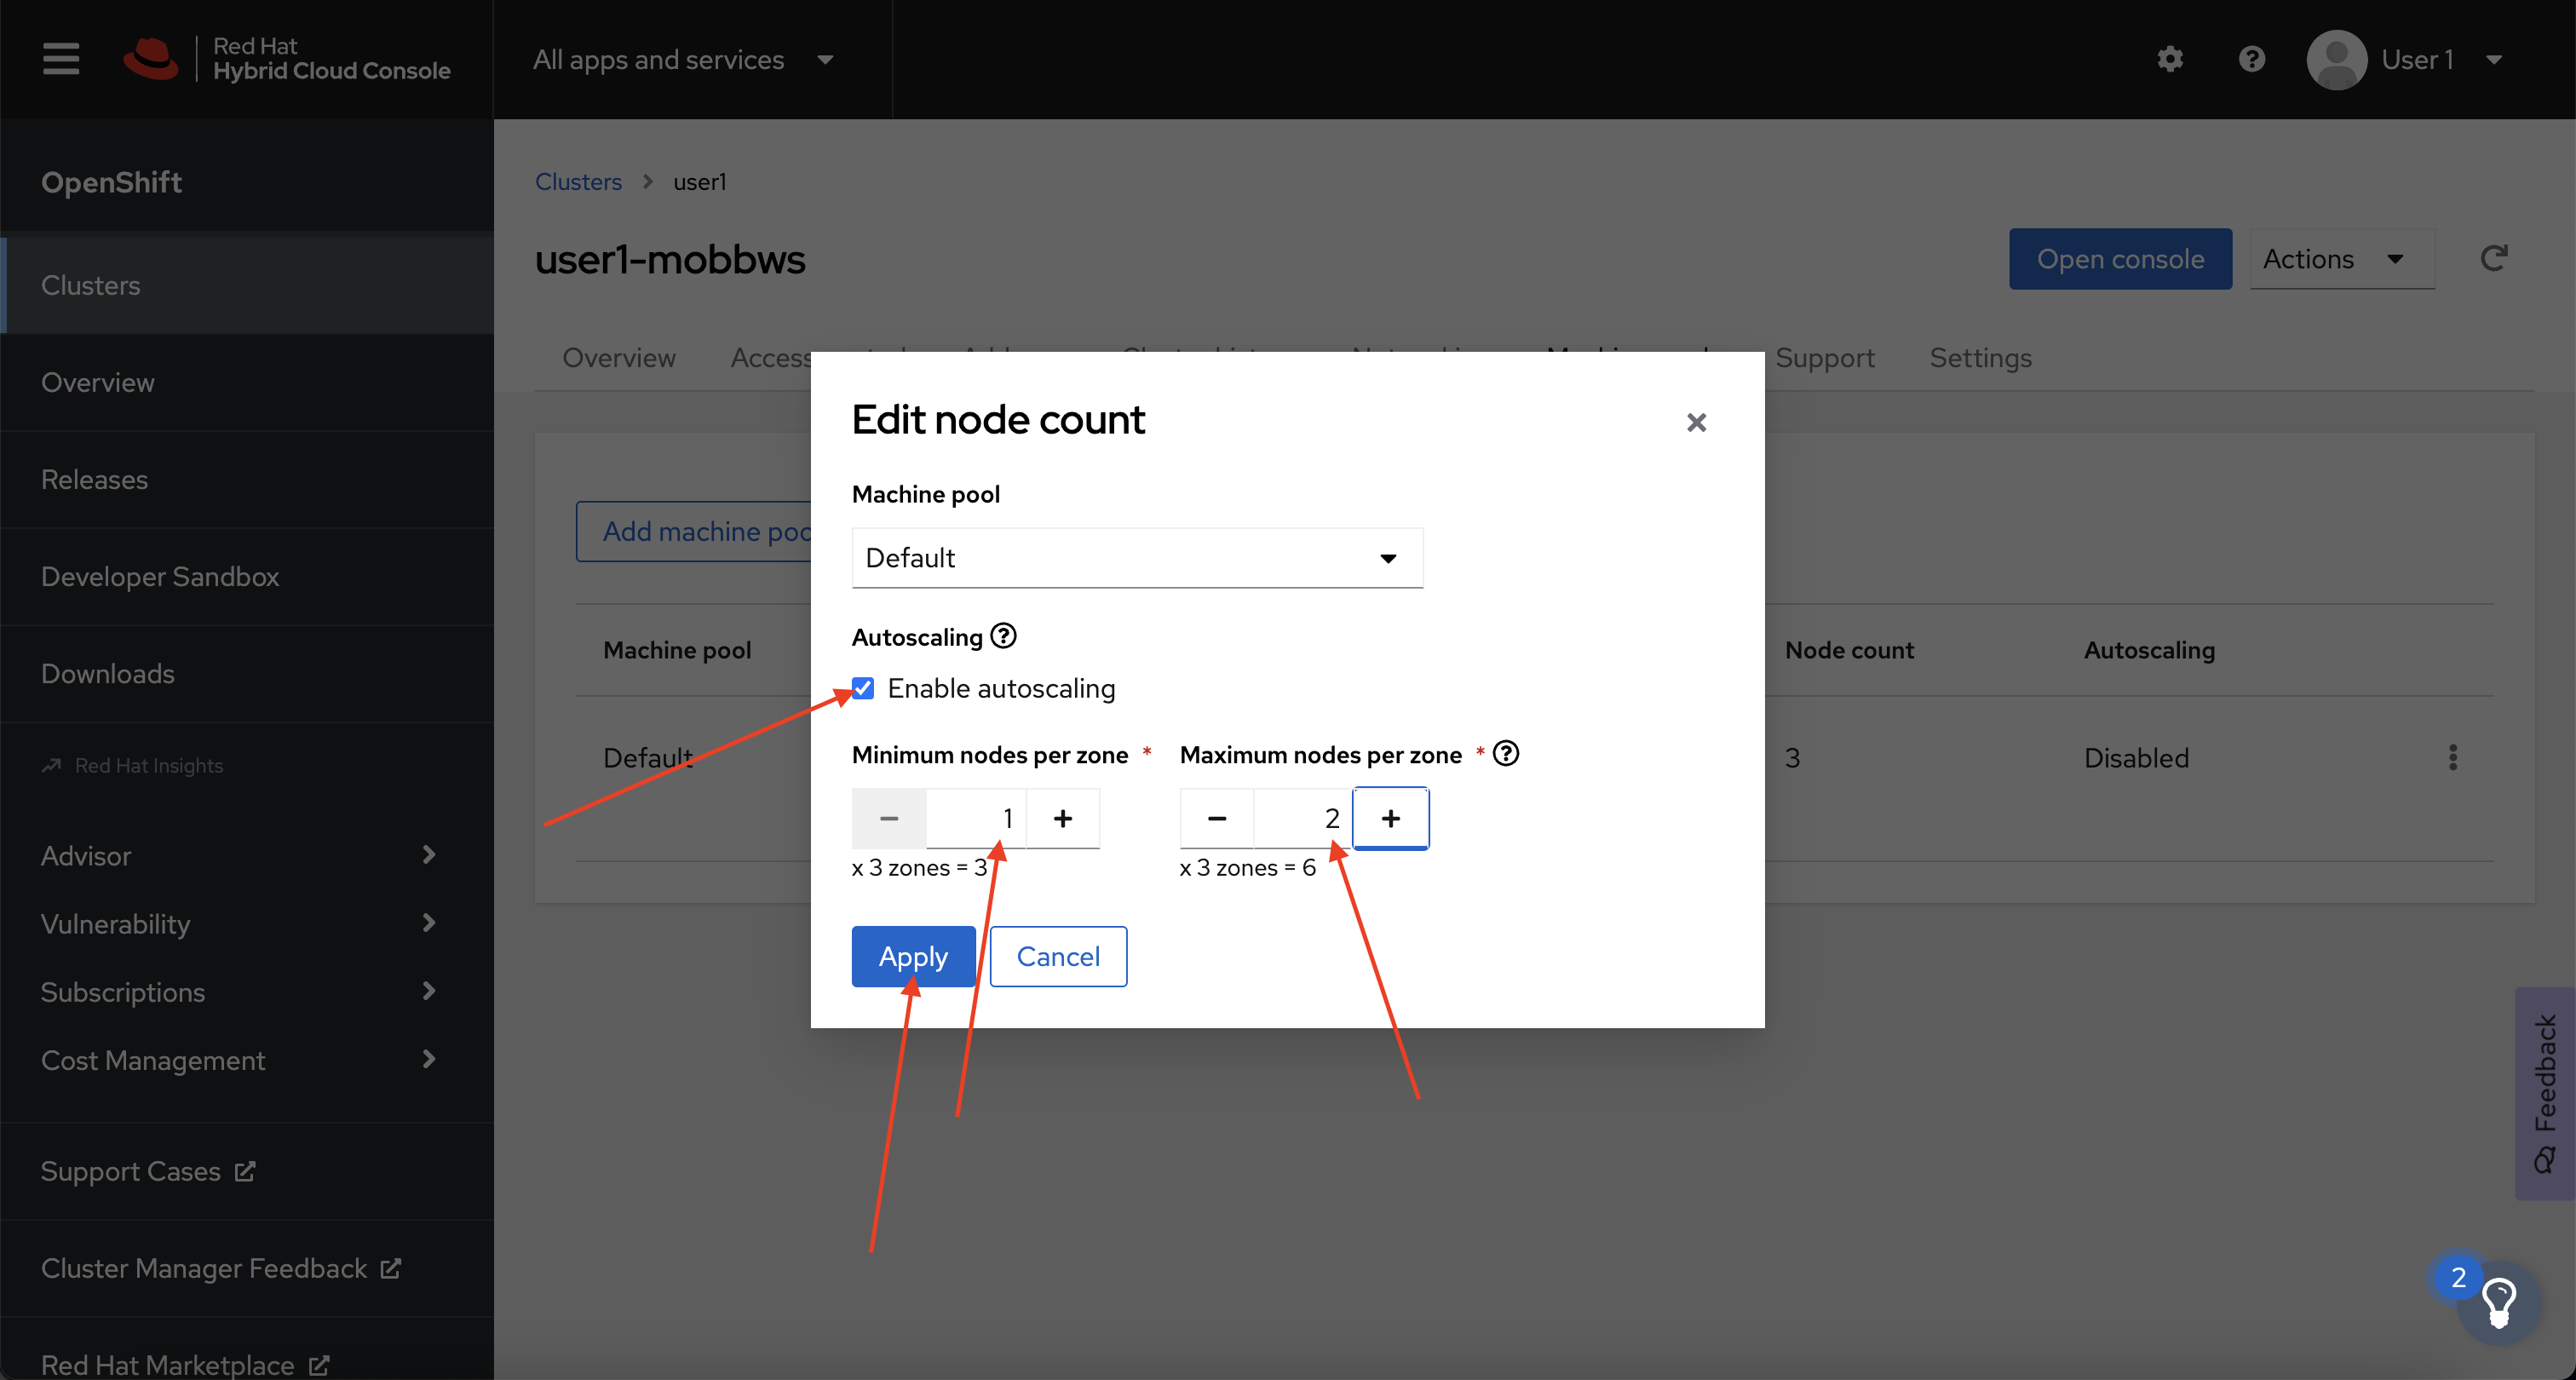 Red Hat
Hybrid Cloud Console
All apps and services
User 1
OpenShift
Clusters
Overview
Releases
Developer Sandbox
Downloads
Red Hat Insights
Advisor
Vulnerability
Subscriptions
Cost Management
Support Cases
Cluster Manager Feedback
Red Hat Marketplace
Clusters > user1
user1-mobbws
Open console
Actions
Overview
Access
Support
Settings
Add machine
Machine pool
Node count
Autoscaling
Default
3
Disabled
Edit node count
Machine pool
Default
Autoscaling
Enable autoscaling
Minimum nodes per zone *
Maximum nodes per zone *
1
2
x 3 zones = 3
x 3 zones = 6
Apply
Cancel
Feedback
2